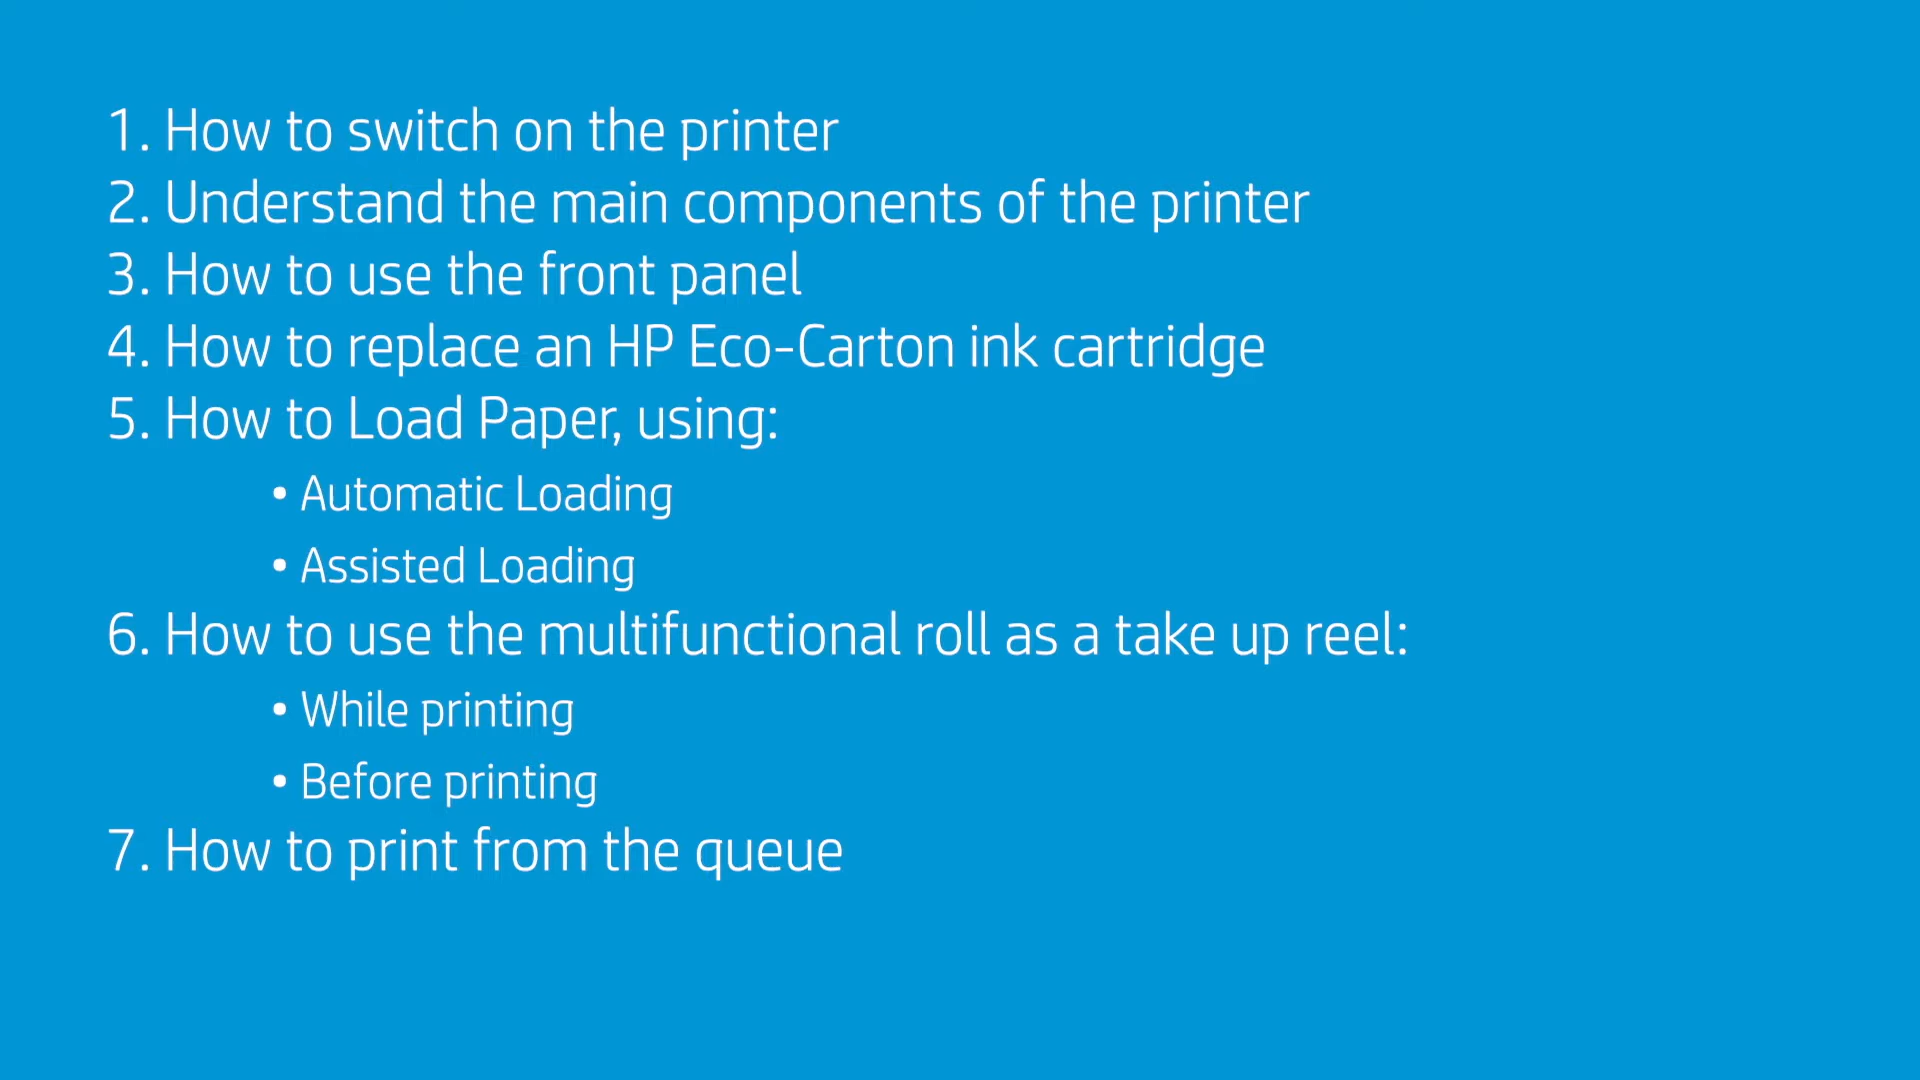 1. How to switch on the printer
2. Understand the main components of the printer
3. How to use the front panel
4. How to replace an HP Eco-Carton ink cartridge
5. How to Load Paper, using:
• Automatic Loading
• Assisted Loading
6. How to use the multifunctional roll as a take up reel:
• While printing
• Before printing
7. How to print from the queue